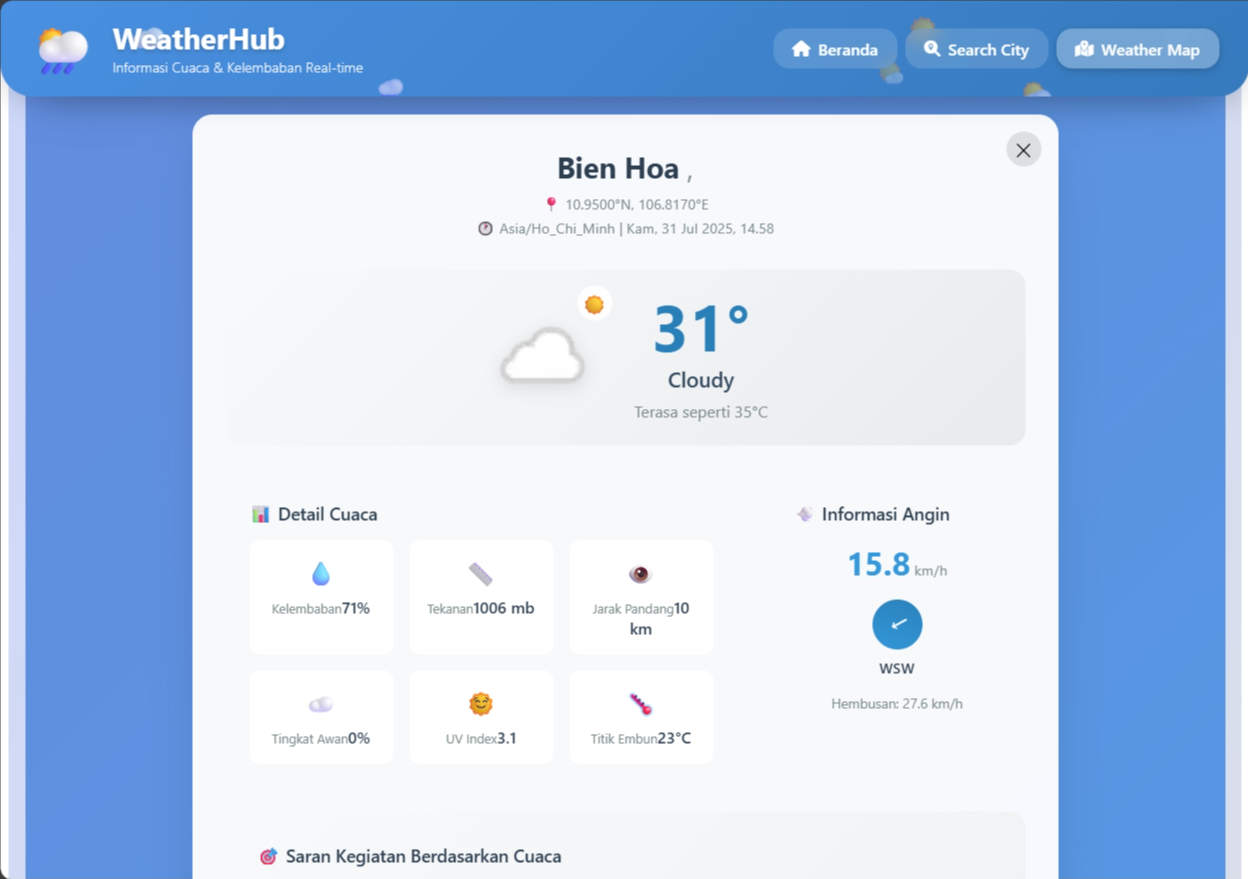 WeatherHub
Informasi Cuaca & Kelembaban Real-time
Beranda
Search City
Weather Map
Bien Hoa ,
10.9500°N, 106.8170°E
Asia/Ho_Chi_Minh | Kam, 31 Jul 2025, 14.58
31°
Cloudy
Terasa seperti 35°C
Detail Cuaca
Kelembaban71%
Tekanan1006 mb
Jarak Pandang10
km
Tingkat Awan0%
UV Index3.1
Titik Embun23°C
Informasi Angin
15.8 km/h
WSW
Hembusan: 27.6 km/h
Saran Kegiatan Berdasarkan Cuaca